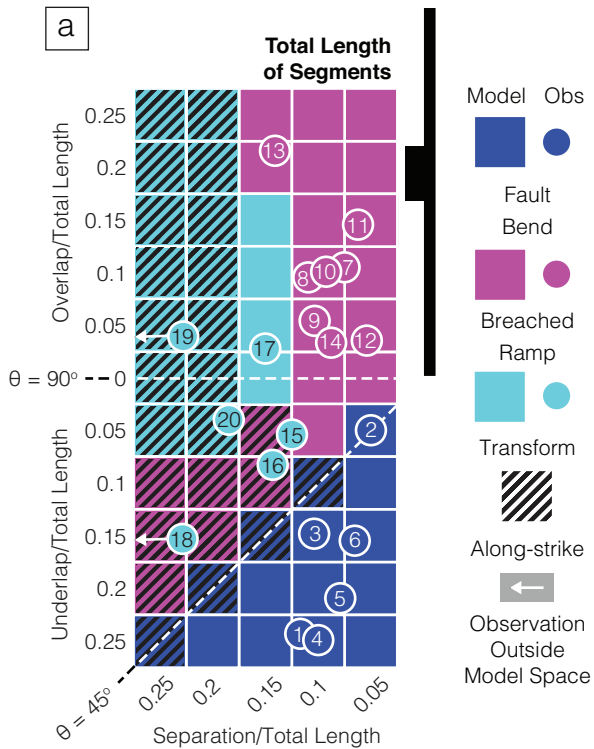 a
Total Length
of Segments
Model Obs
Fault
Bend
Breached
Ramp
Transform
Along-strike
Observation
Outside
Model Space
Overlap/Total Length
0.25
0.2
0.15
0.1
0.05
θ = 90° 0
Underlap/Total Length
0.05
0.1
0.15
0.2
0.25
13
11
8 10 7
9
19 17 14 12
20 15 2
16
18 3 6
5
1 4
θ = 45°
0.25 0.2 0.15 0.1 0.05
Separation/Total Length